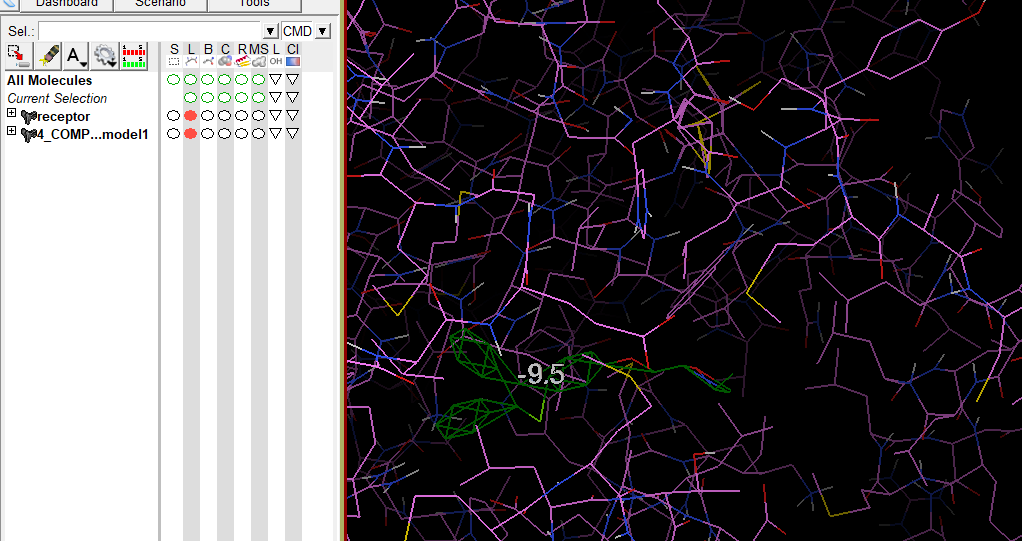 Dashboard Scenario Tools
Sel.: CMD
A
S L B C R MS L Cl
OH
All Molecules
Current Selection
receptor
4_COMP...model1
-9.5